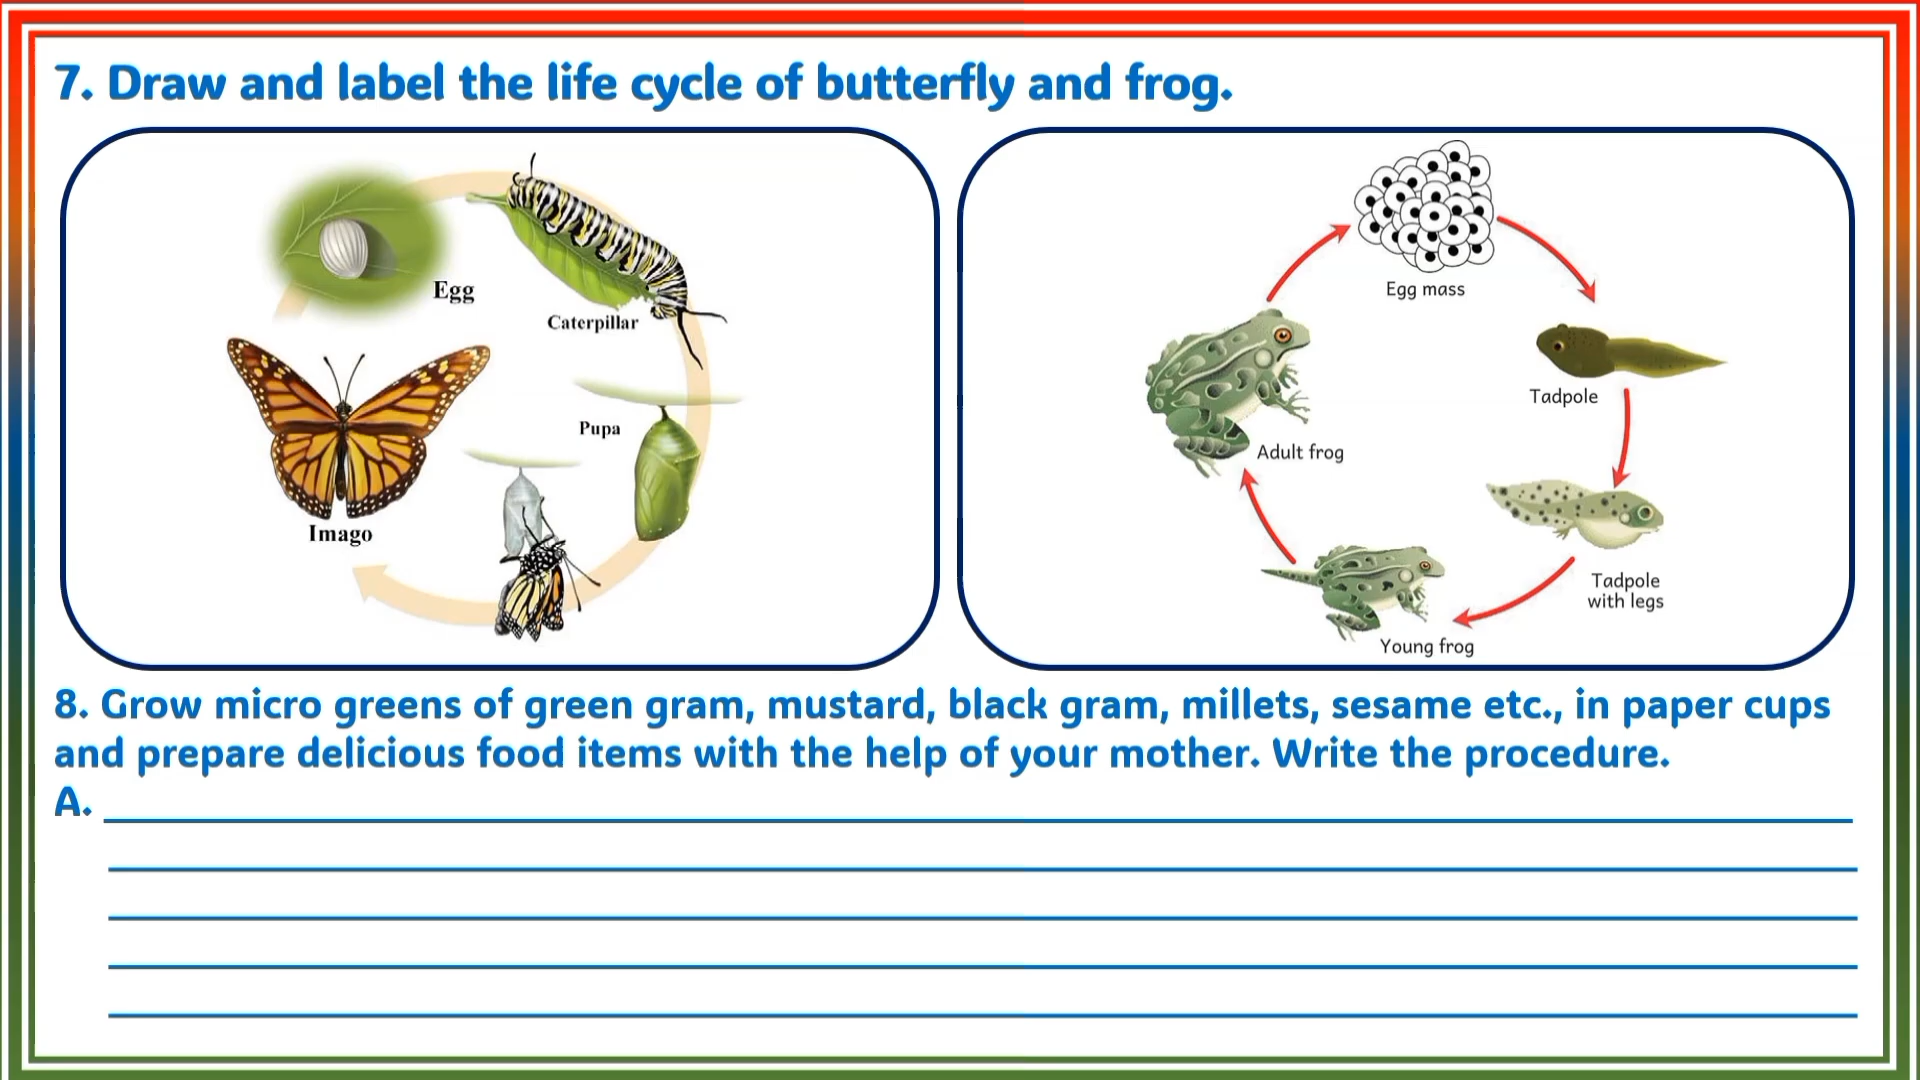 7. Draw and label the life cycle of butterfly and frog.
Egg
Caterpillar
Pupa
Imago
Egg mass
Tadpole
Adult frog
Tadpole
with legs
Young frog
8. Grow micro greens of green gram, mustard, black gram, millets, sesame etc., in paper cups
and prepare delicious food items with the help of your mother. Write the procedure.
A.